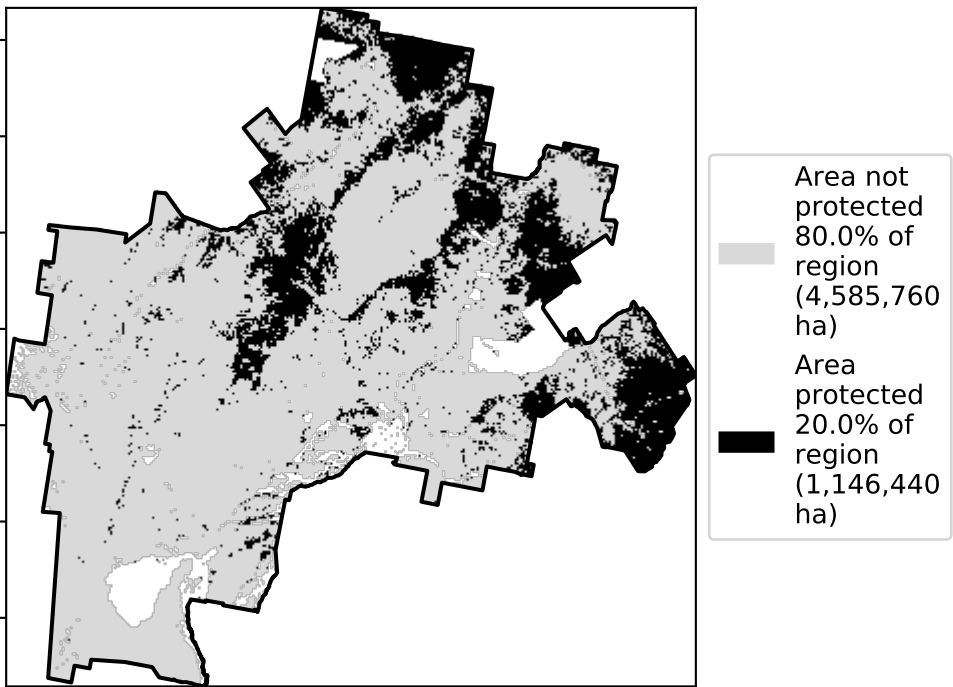 Area not
protected
80.0% of
region
(4,585,760
ha)
Area
protected
20.0% of
region
(1,146,440
ha)